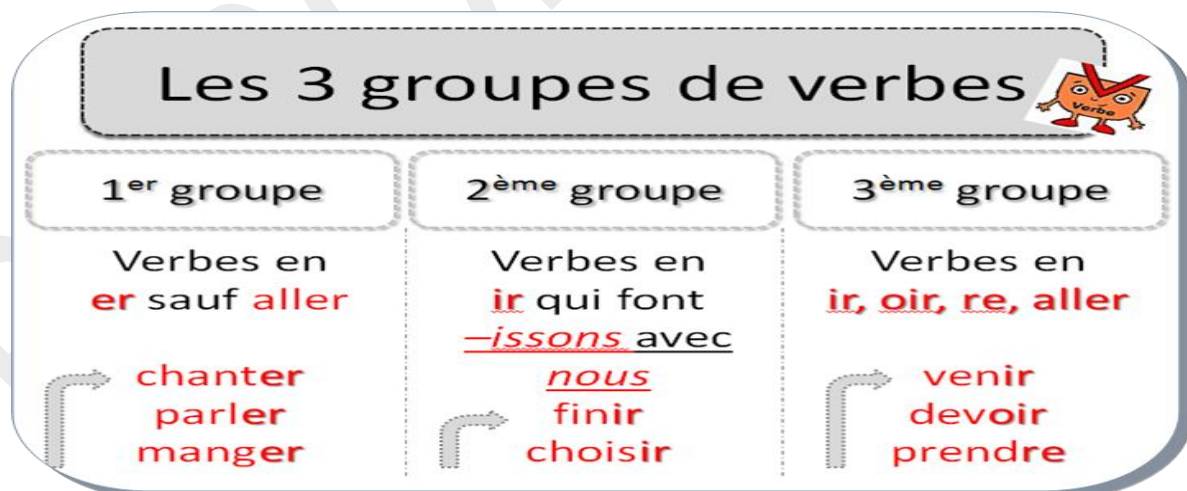 Les 3 groupes de verbes
Verbe
1er groupe
2ème groupe
3ème groupe
Verbes en
er sauf aller
chanter
parler
manger
Verbes en
ir qui font
–issons avec
nous
finir
choisir
Verbes en
ir, oir, re, aller
venir
devoir
prendre